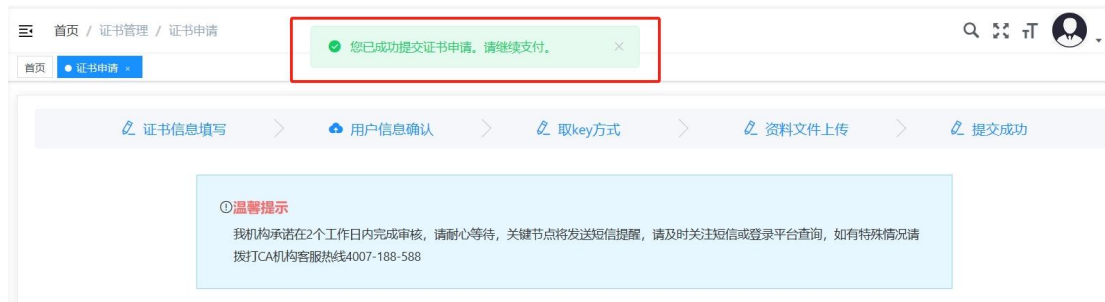 首页 / 证书管理 / 证书申请
您已成功提交证书申请。请继续支付。
首页 证书申请 ×
证书信息填写 用户信息确认 取key方式 资料文件上传 提交成功
温馨提示
我机构承诺在2个工作日内完成审核，请耐心等待，关键节点将发送短信提醒，请及时关注短信或登录平台查询，如有特殊情况请
拨打CA机构客服热线4007-188-588